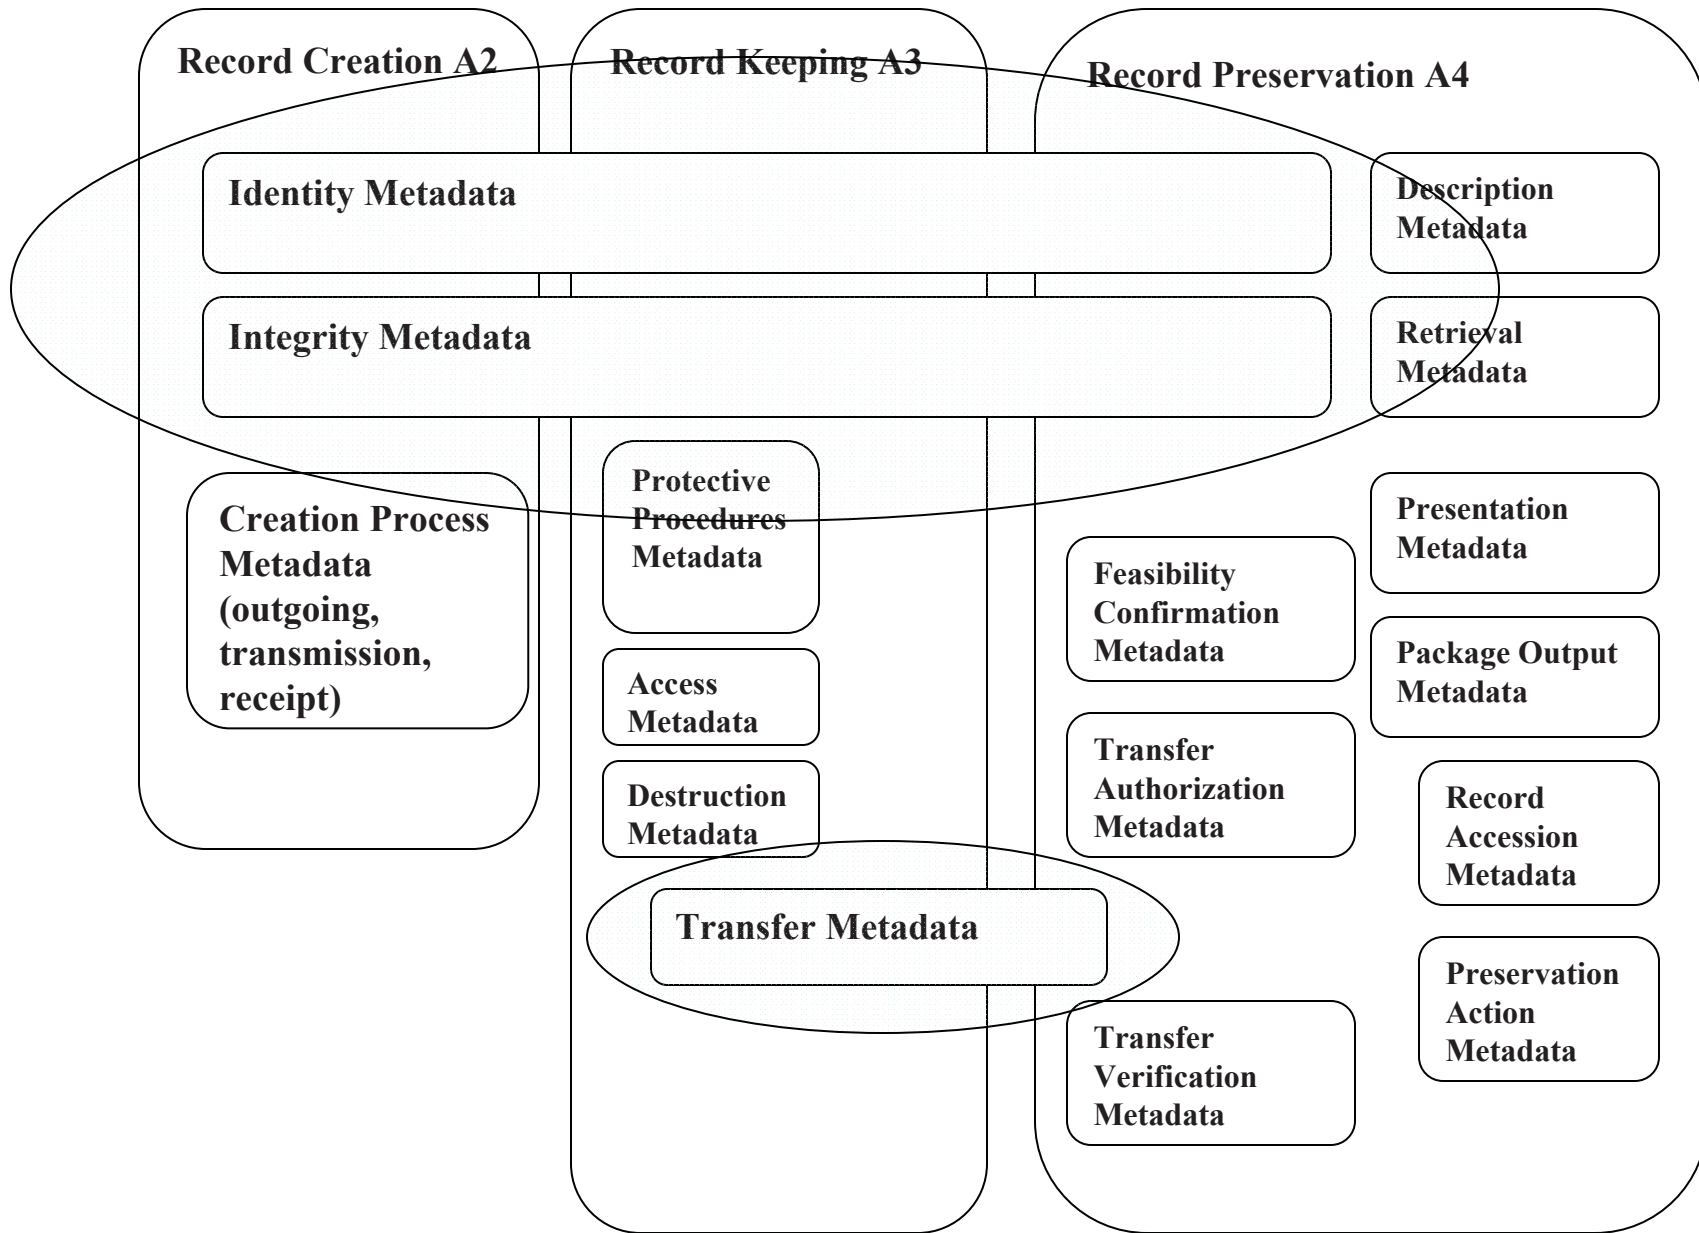 Record Creation A2
Record Keeping A3
Record Preservation A4
Identity Metadata
Description
Metadata
Integrity Metadata
Retrieval
Metadata
Creation Process
Metadata
(outgoing,
transmission,
receipt)
Protective
Procedures
Metadata
Access
Metadata
Destruction
Metadata
Transfer Metadata
Feasibility
Confirmation
Metadata
Transfer
Authorization
Metadata
Transfer
Verification
Metadata
Presentation
Metadata
Package Output
Metadata
Record
Accession
Metadata
Preservation
Action
Metadata